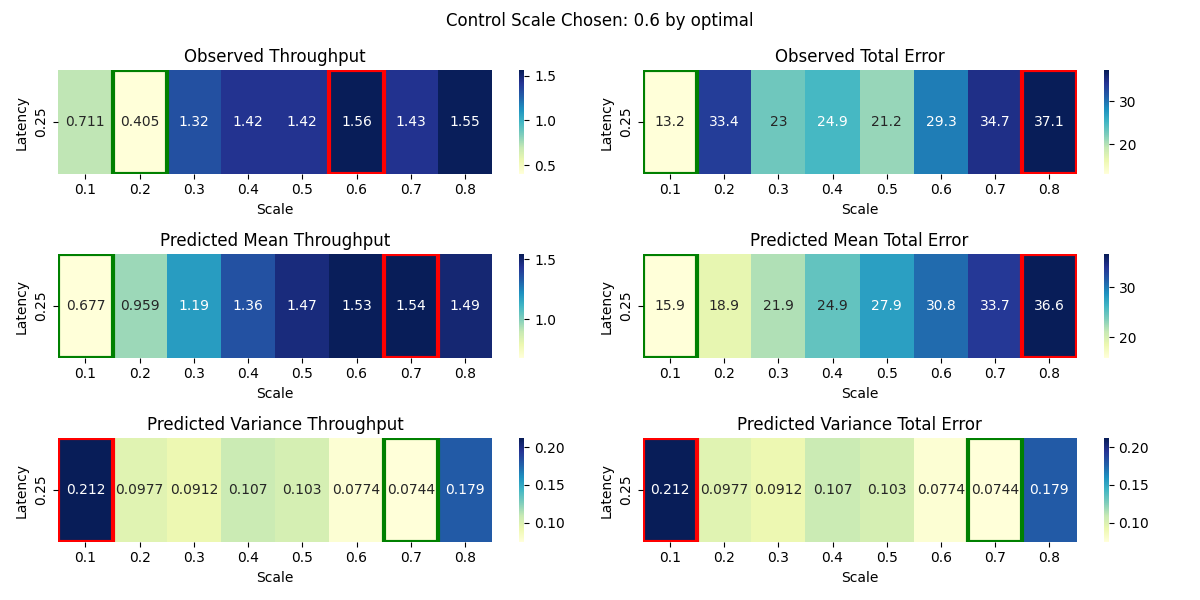 Control Scale Chosen: 0.6 by optimal
Observed Throughput
Latency
0.25
0.711 0.405 1.32 1.42 1.42 1.56 1.43 1.55
0.1 0.2 0.3 0.4 0.5 0.6 0.7 0.8
Scale
1.5
1.0
0.5
Observed Total Error
Latency
0.25
13.2 33.4 23 24.9 21.2 29.3 34.7 37.1
0.1 0.2 0.3 0.4 0.5 0.6 0.7 0.8
Scale
30
20
Predicted Mean Throughput
Latency
0.25
0.677 0.959 1.19 1.36 1.47 1.53 1.54 1.49
0.1 0.2 0.3 0.4 0.5 0.6 0.7 0.8
Scale
1.5
1.0
Predicted Mean Total Error
Latency
0.25
15.9 18.9 21.9 24.9 27.9 30.8 33.7 36.6
0.1 0.2 0.3 0.4 0.5 0.6 0.7 0.8
Scale
30
20
Predicted Variance Throughput
Latency
0.25
0.212 0.0977 0.0912 0.107 0.103 0.0774 0.0744 0.179
0.1 0.2 0.3 0.4 0.5 0.6 0.7 0.8
Scale
0.20
0.15
0.10
Predicted Variance Total Error
Latency
0.25
0.212 0.0977 0.0912 0.107 0.103 0.0774 0.0744 0.179
0.1 0.2 0.3 0.4 0.5 0.6 0.7 0.8
Scale
0.20
0.15
0.10